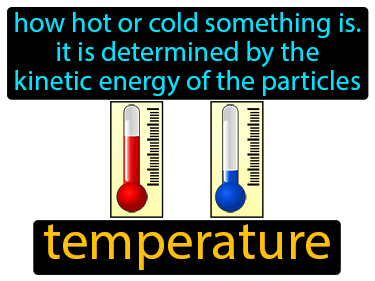 how hot or cold something is.
it is determined by the
kinetic energy of the particles
temperature